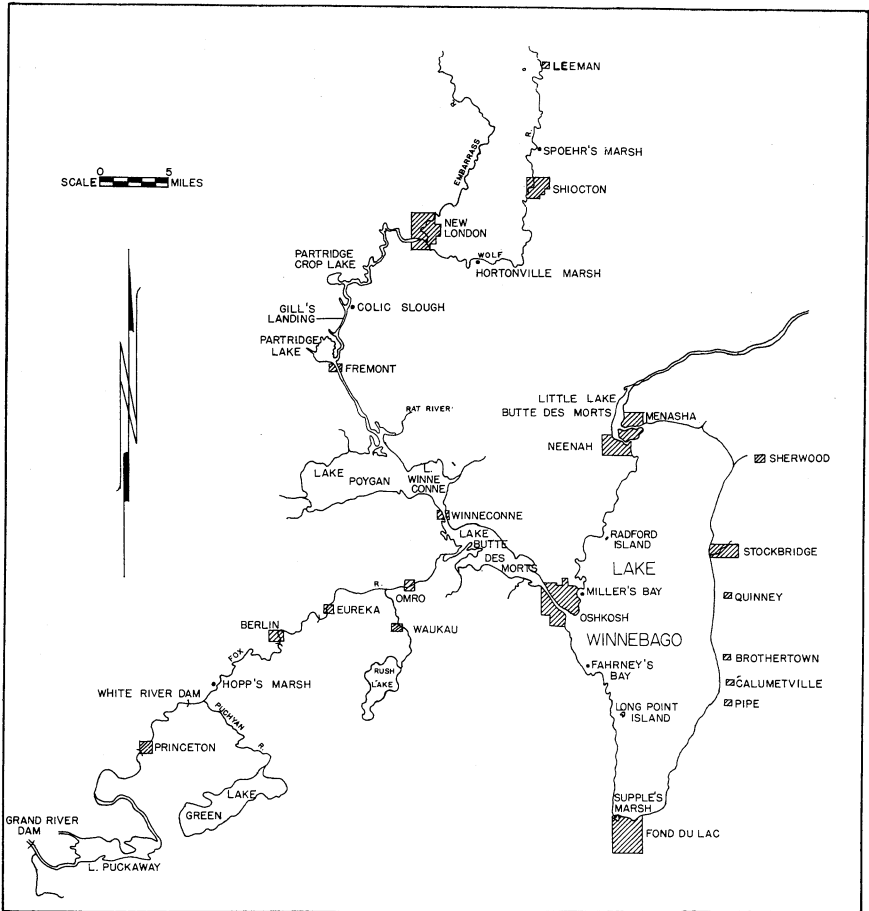 LEEMAN
R.
EMBARRASS
R.
SPOEHR'S MARSH
0 5
SCALE MILES
SHIOCTON
NEW
LONDON
WOLF
HORTONVILLE MARSH
PARTRIDGE
CROP LAKE
GILL'S
LANDING
COLIC SLOUGH
PARTRIDGE
LAKE
FREMONT
RAT RIVER
LITTLE LAKE
BUTTE DES MORTS
MENASHA
NEENAH
SHERWOOD
LAKE
POYGAN
L.
WINNE
CONNE
WINNECONNE
LAKE
BUTTE
DES
MORTS
RADFORD
ISLAND
STOCKBRIDGE
LAKE
WINNEBAGO
MILLER'S BAY
OSHKOSH
QUINNEY
R.
OMRO
EUREKA
BERLIN
WAUKAU
FOX
RUSH
LAKE
FAHRNEY'S
BAY
BROTHERTOWN
CALUMETVILLE
PIPE
HOPP'S MARSH
WHITE RIVER DAM
PUCHYAN
R.
LONG POINT
ISLAND
PRINCETON
LAKE
GREEN
SUPPLE'S
MARSH
FOND DU LAC
GRAND RIVER
DAM
L. PUCKAWAY